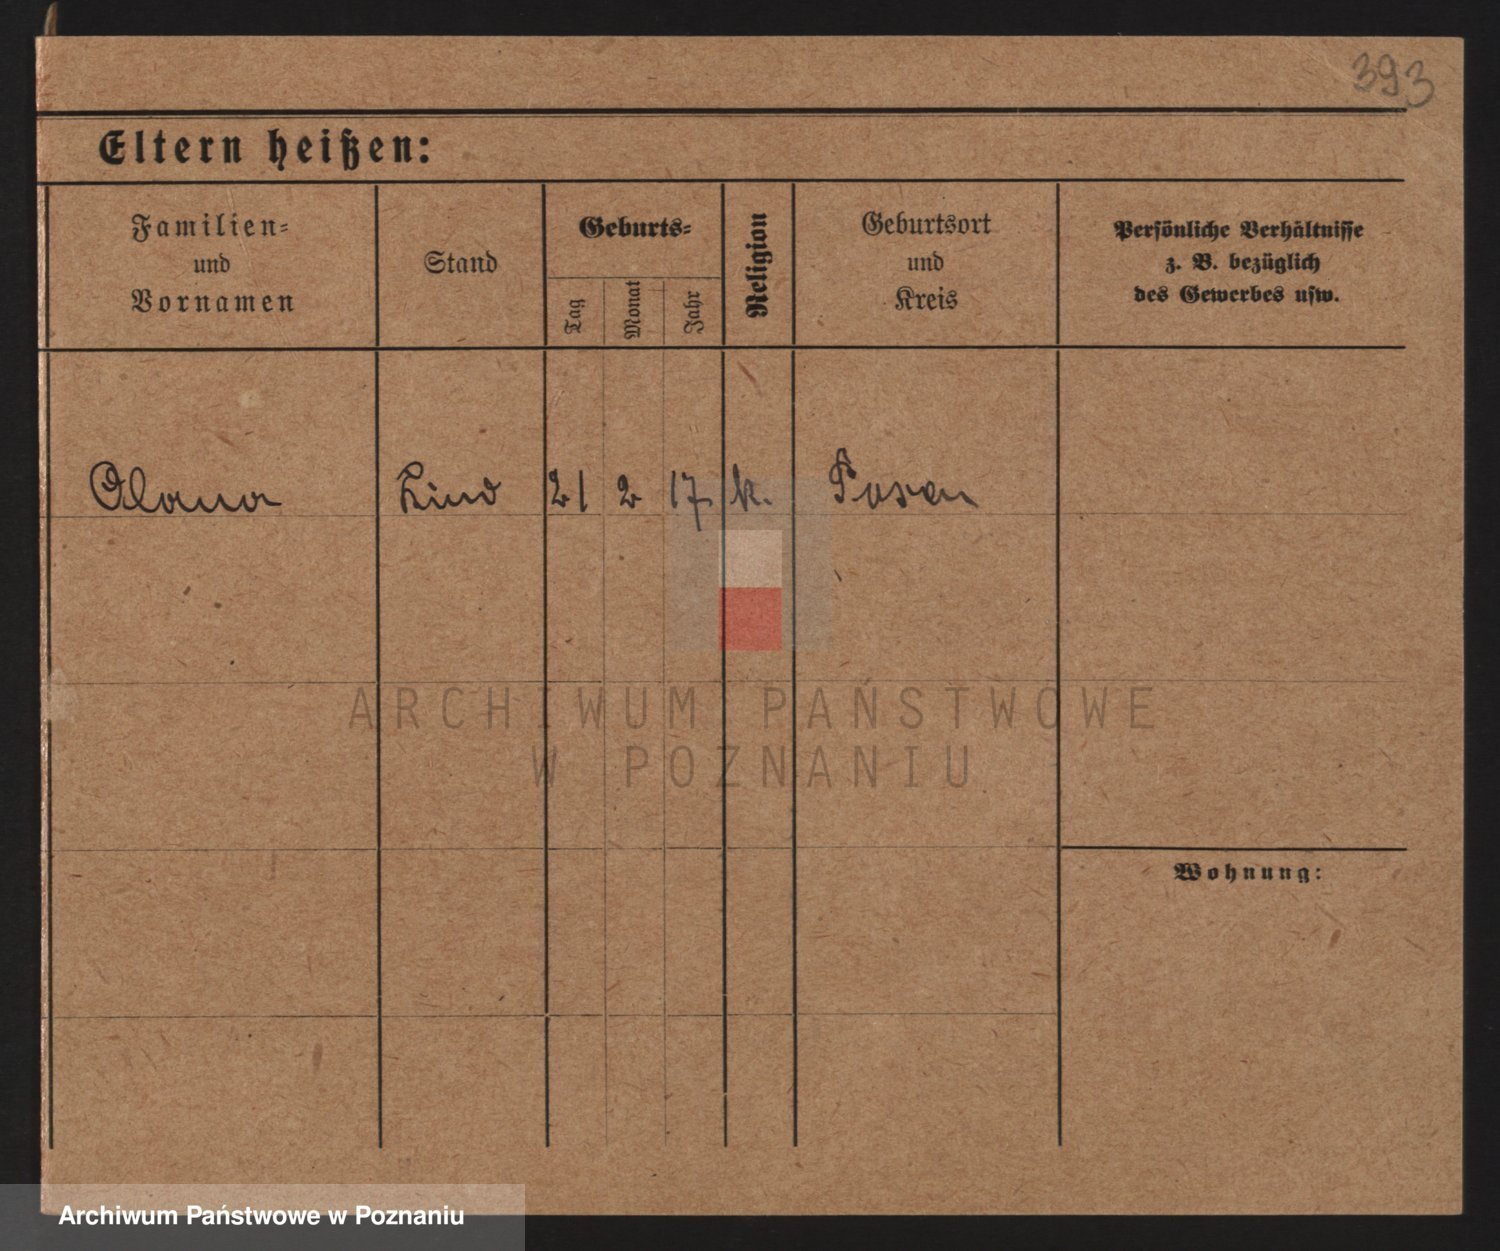 393
Eltern heißen:
Familien-
und
Vornamen
Stand
Geburts-
Tag
Monat
Jahr
Religion
Geburtsort
und
Kreis
Persönliche Verhältnisse
z. B. bezüglich
des Gewerbes usw.
Kind 21 2 17 k. Posen
ARCHIWUM PAŃSTWOWE
W POZNANIU
Wohnung:
Archiwum Państwowe w Poznaniu